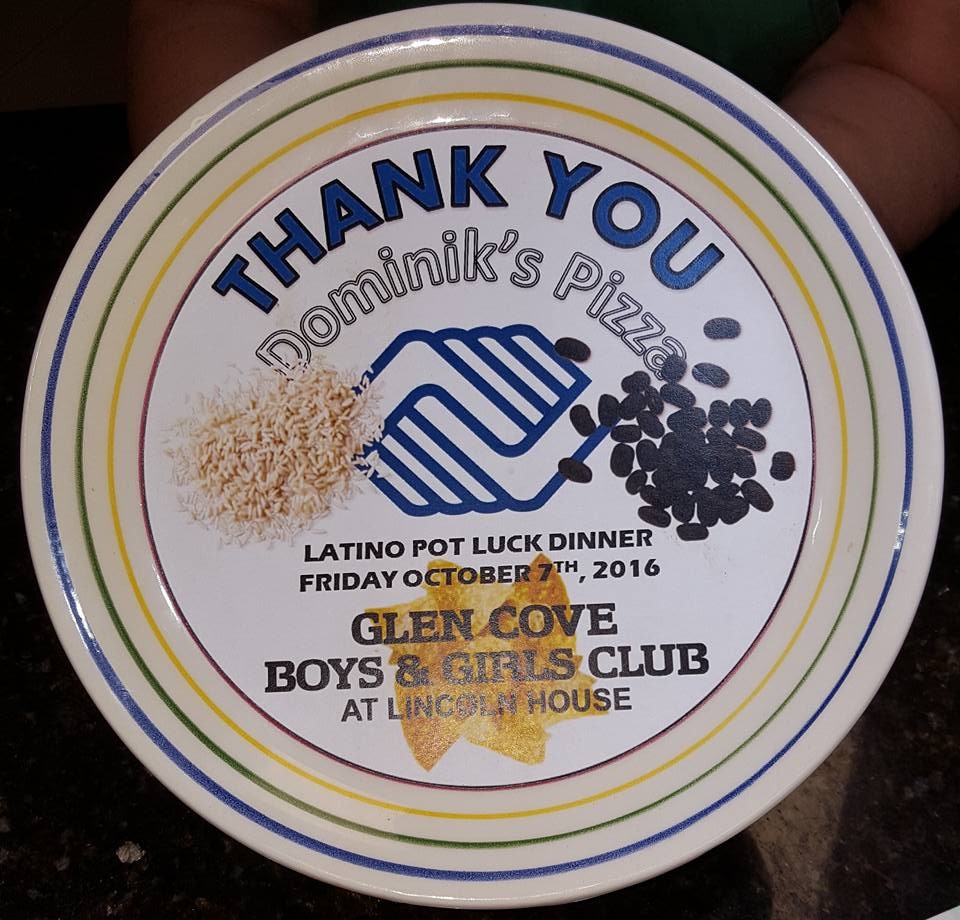 THANK YOU
Dominik's Pizza
LATINO POT LUCK DINNER
FRIDAY OCTOBER 7TH, 2016
GLEN COVE
BOYS & GIRLS CLUB
AT LINCOLN HOUSE